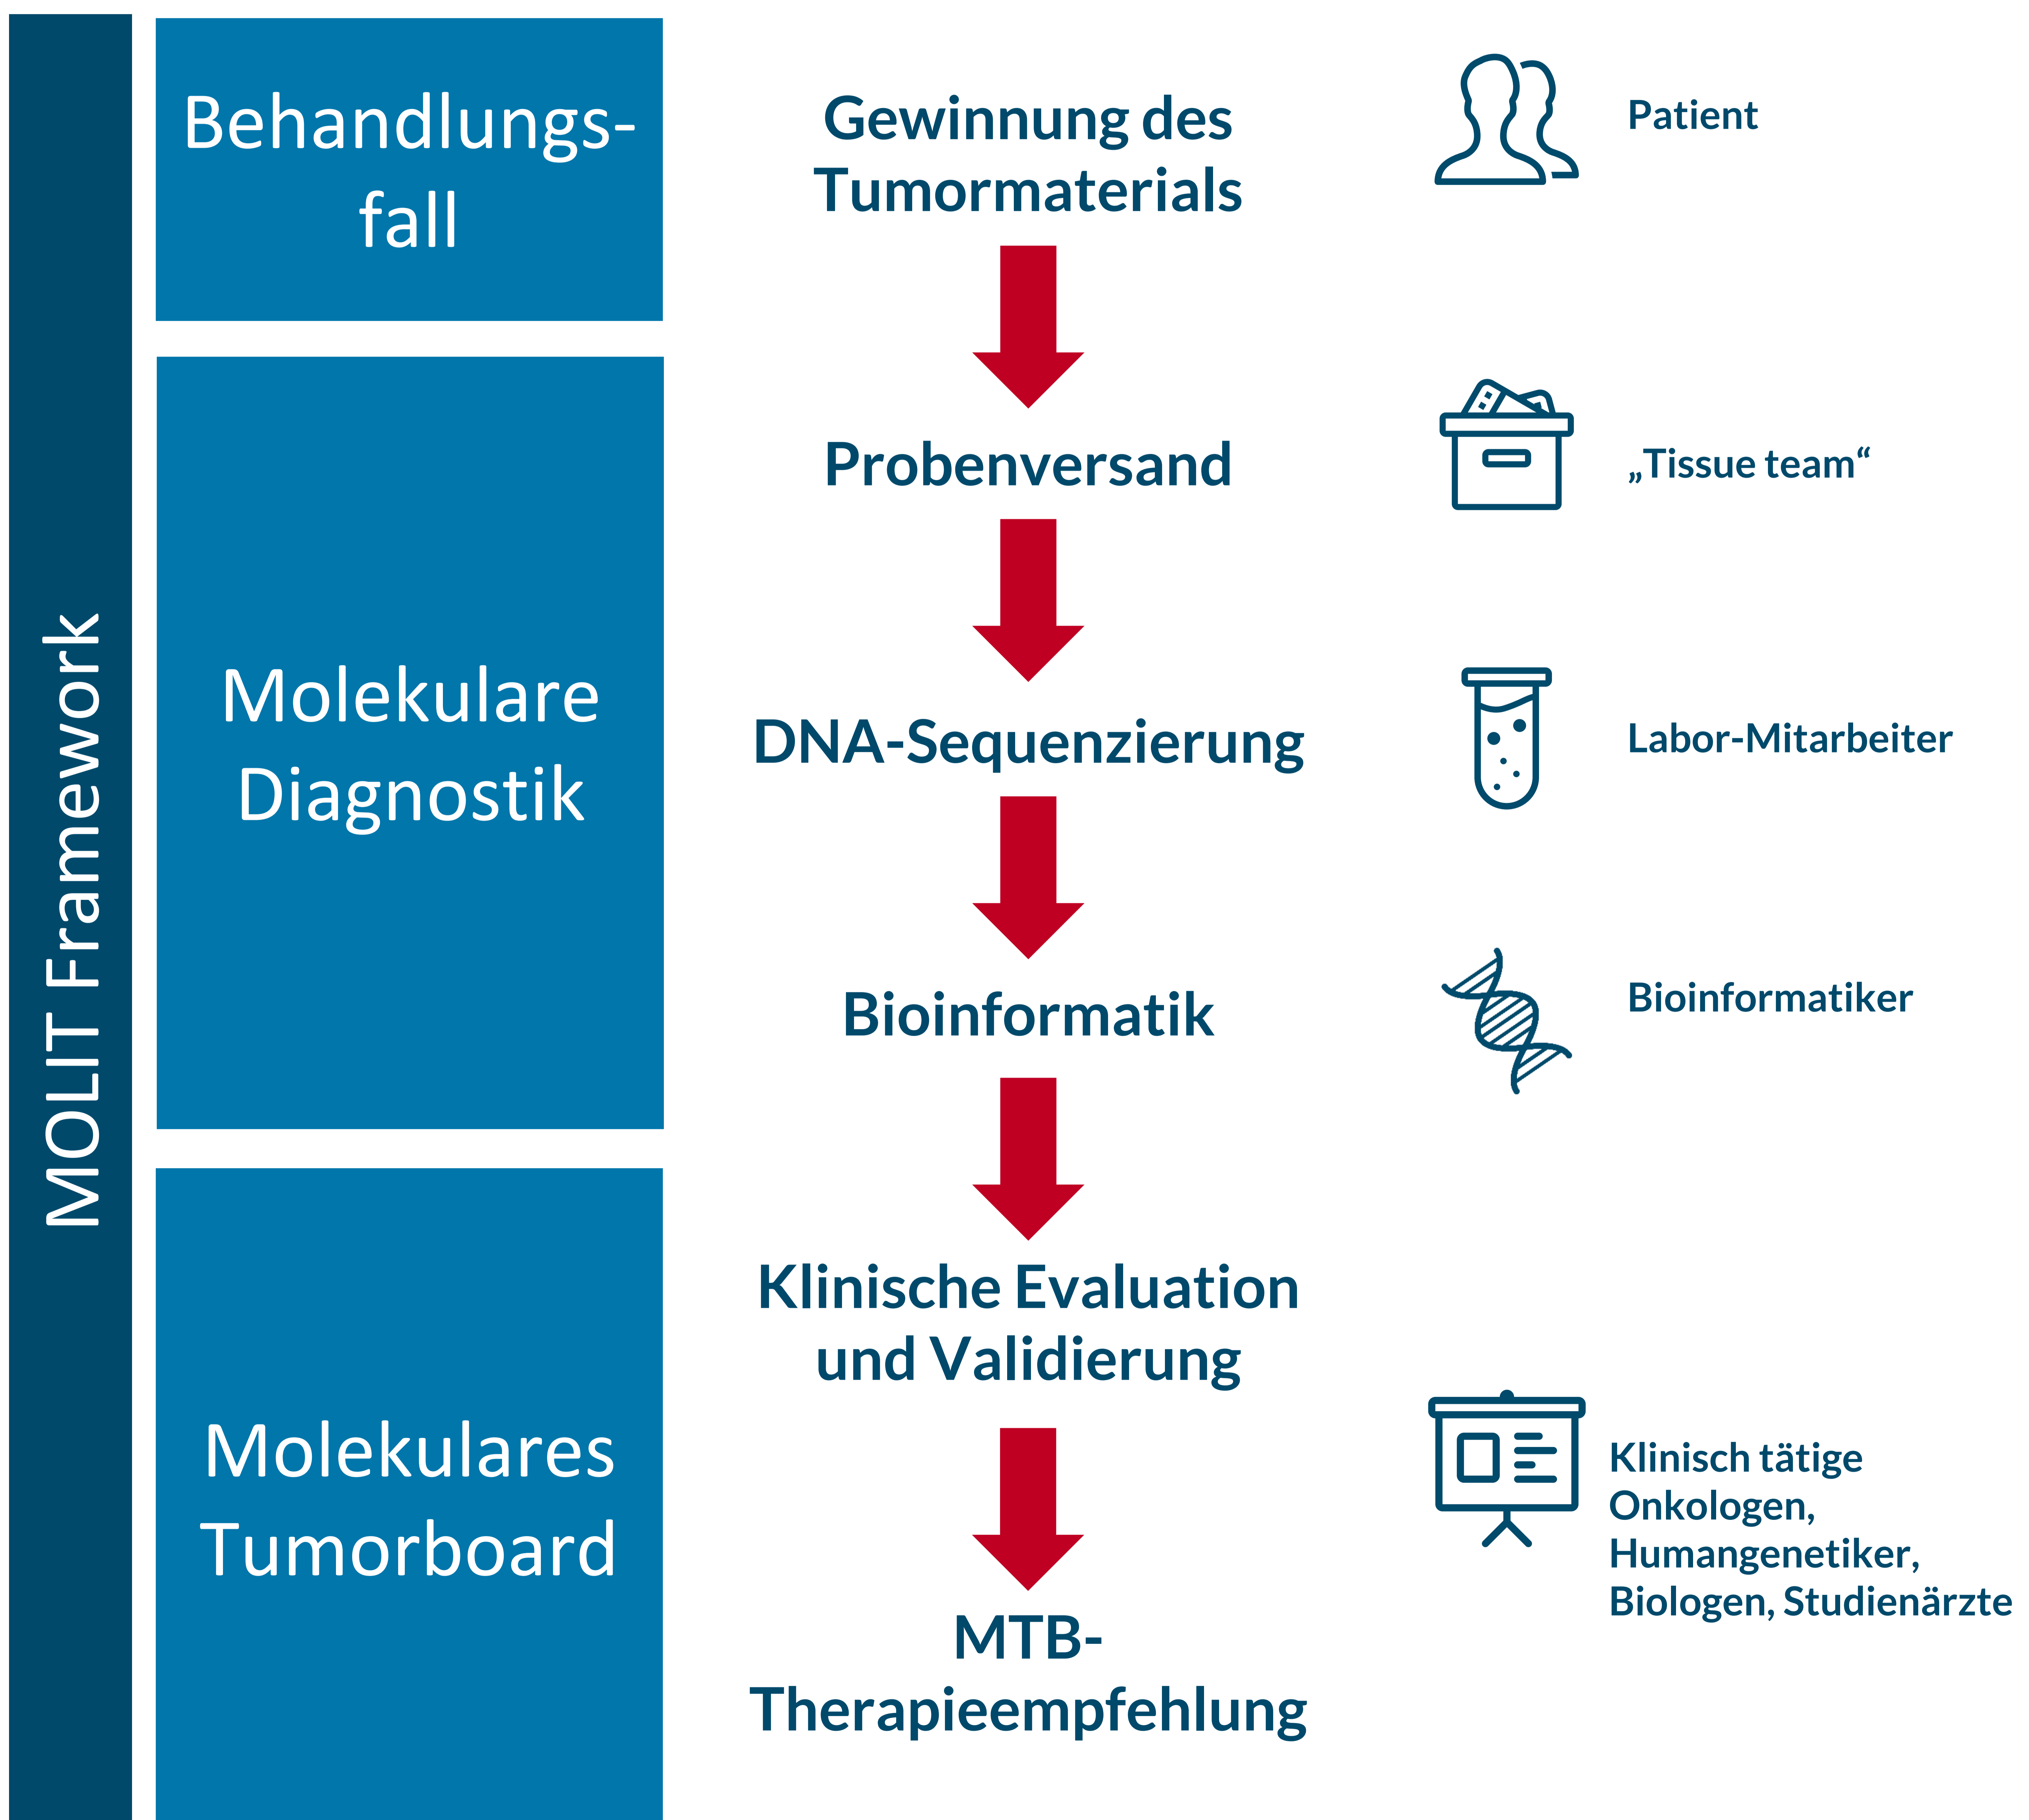 MOLIT Framework
Behandlungs-
fall
Gewinnung des
Tumormaterials
Patient
Probenversand
„Tissue team“
Molekulare
Diagnostik
DNA-Sequenzierung
Labor-Mitarbeiter
Bioinformatik
Bioinformatiker
Klinische Evaluation
und Validierung
Molekulares
Tumorboard
Klinisch tätige
Onkologen,
Humangenetiker,
Biologen, Studienärzte
MTB-
Therapieempfehlung